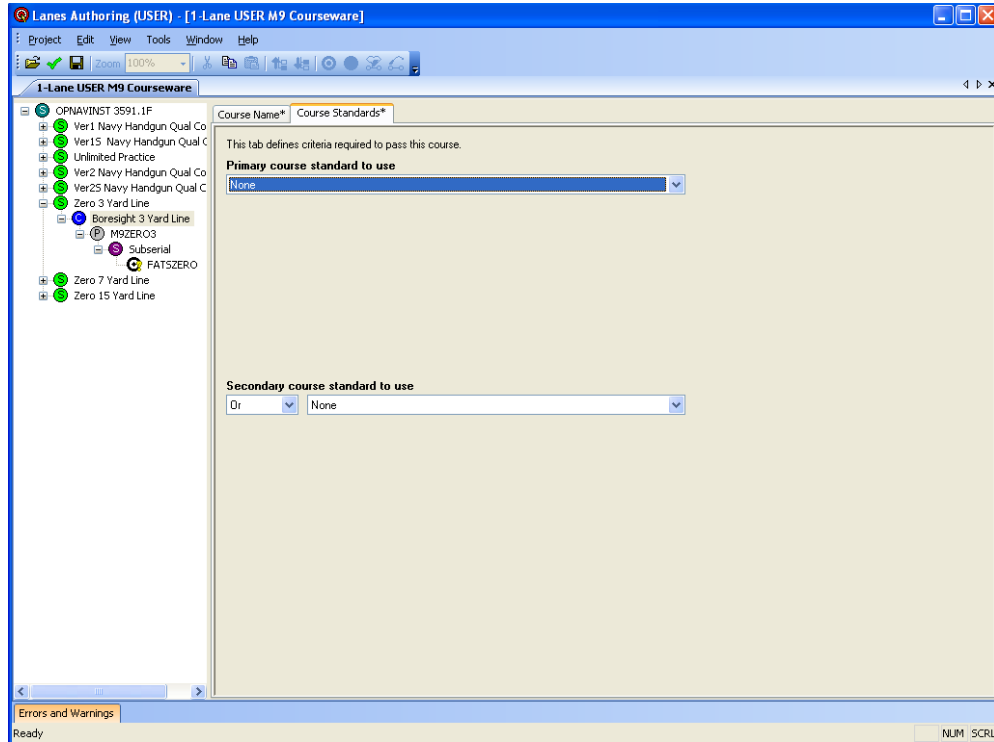 Lanes Authoring (USER) - [1-Lane USER M9 Courseware]
Project Edit View Tools Window Help
Zoom 100%
1-Lane USER M9 Courseware
S OPNAVINST 3591.1F
S Ver1 Navy Handgun Qual Co
S Ver1S Navy Handgun Qual C
S Unlimited Practice
S Ver2 Navy Handgun Qual Co
S Ver2S Navy Handgun Qual C
S Zero 3 Yard Line
C Boresight 3 Yard Line
P M9ZERO3
S Subserial
FATSZERO
S Zero 7 Yard Line
S Zero 15 Yard Line
Course Name* Course Standards*
This tab defines criteria required to pass this course.
Primary course standard to use
None
Secondary course standard to use
Or None
Errors and Warnings
Ready NUM SCRL